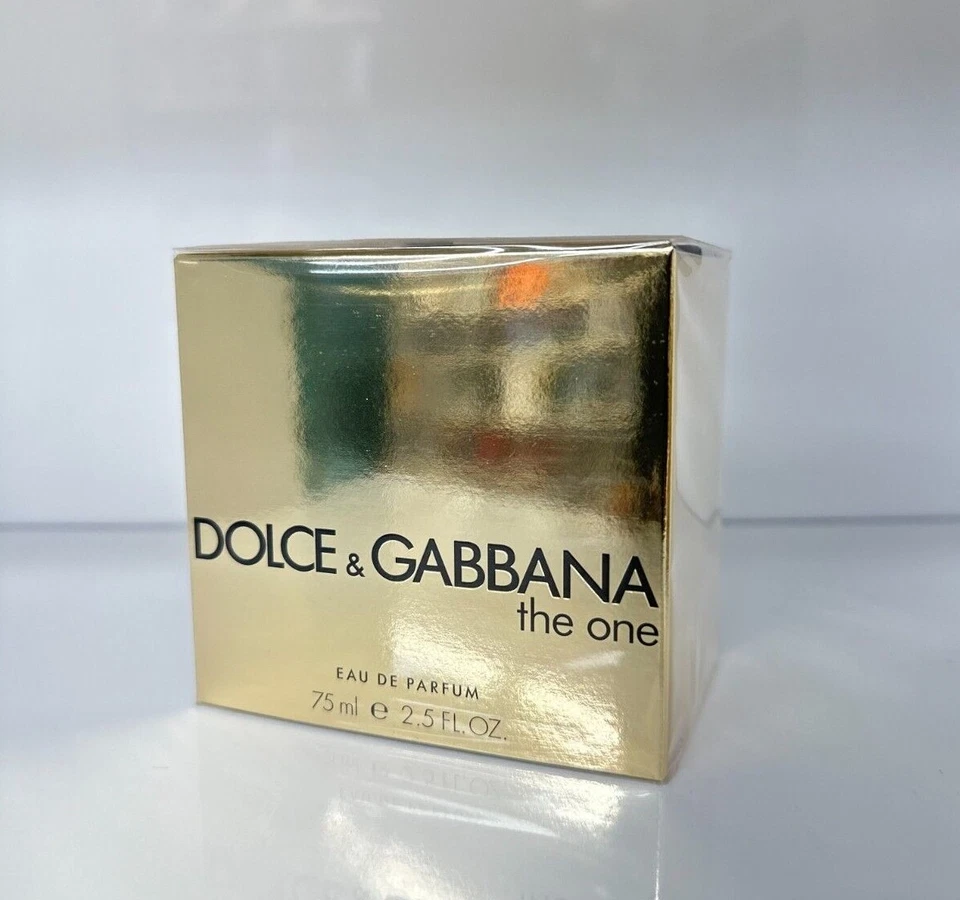 DOLCE & GABBANA
the one
EAU DE PARFUM
75 ml ℮ 2.5 FL.OZ.